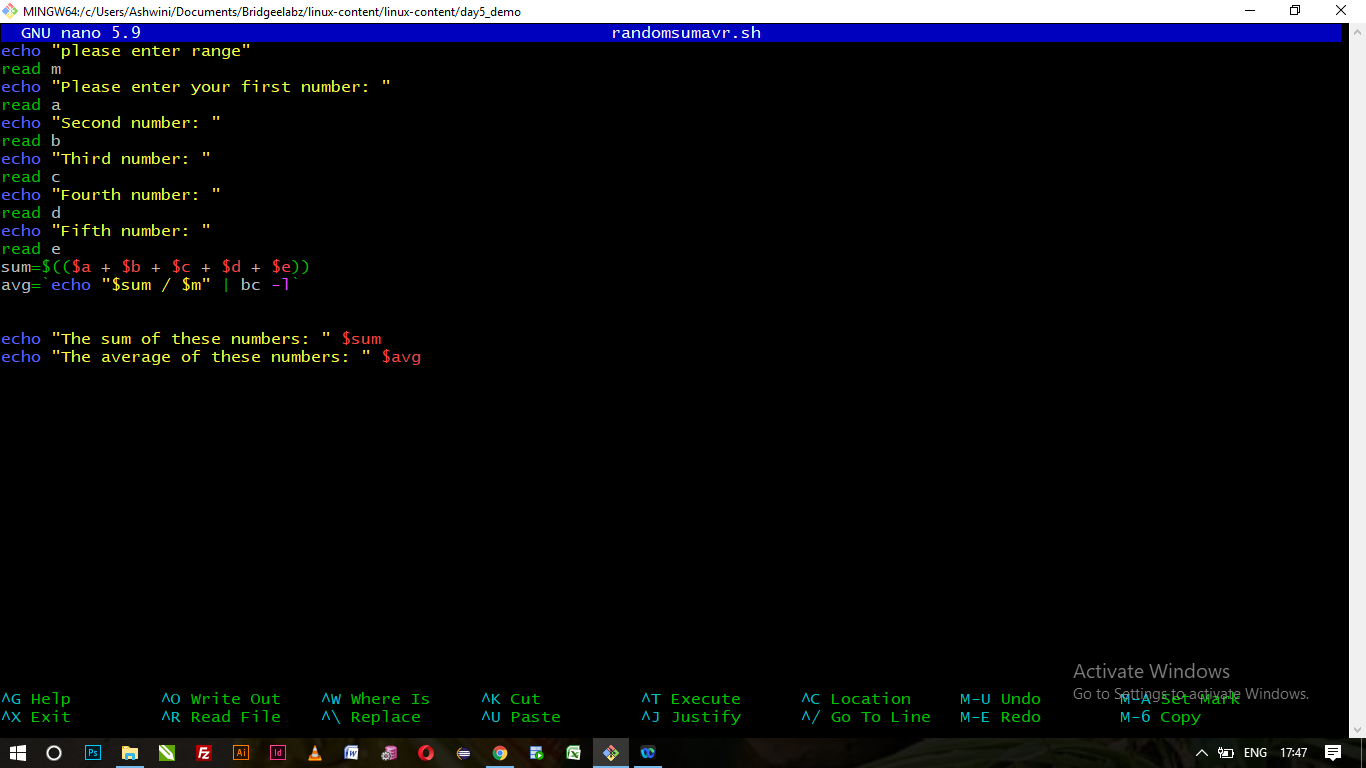 MINGW64:/c/Users/Ashwini/Documents/Bridgeelabz/linux-content/linux-content/day5_demo
GNU nano 5.9 randomsumavr.sh
echo "please enter range"
read m
echo "Please enter your first number: "
read a
echo "Second number: "
read b
echo "Third number: "
read c
echo "Fourth number: "
read d
echo "Fifth number: "
read e
sum=$(($a + $b + $c + $d + $e))
avg=`echo "$sum / $m" | bc -l`
echo "The sum of these numbers: " $sum
echo "The average of these numbers: " $avg
Activate Windows
Go to Settings to activate Windows.
^G Help ^O Write Out ^W Where Is ^K Cut ^T Execute ^C Location M-U Undo M-A Set Mark
^X Exit ^R Read File ^\ Replace ^U Paste ^J Justify ^/ Go To Line M-E Redo M-6 Copy
Ps Fz Ai Id W X ENG 17:47